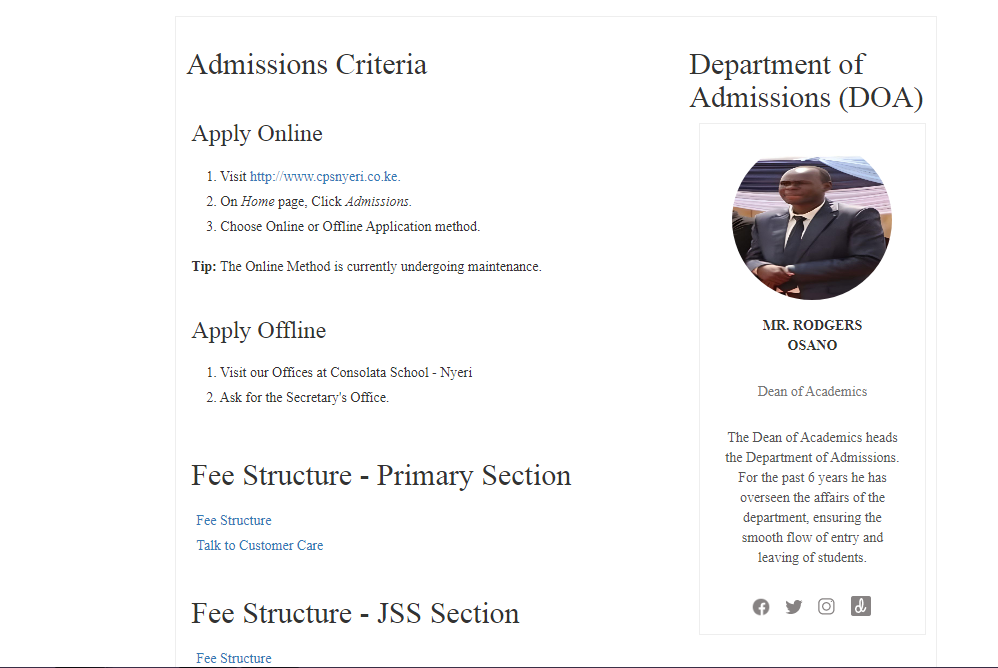 Admissions Criteria
Apply Online
1. Visit http://www.cpsnyeri.co.ke.
2. On Home page, Click Admissions.
3. Choose Online or Offline Application method.
Tip: The Online Method is currently undergoing maintenance.
Apply Offline
1. Visit our Offices at Consolata School - Nyeri
2. Ask for the Secretary's Office.
Fee Structure - Primary Section
Fee Structure
Talk to Customer Care
Fee Structure - JSS Section
Fee Structure
Department of
Admissions (DOA)
MR. RODGERS
OSANO
Dean of Academics
The Dean of Academics heads
the Department of Admissions.
For the past 6 years he has
overseen the affairs of the
department, ensuring the
smooth flow of entry and
leaving of students.